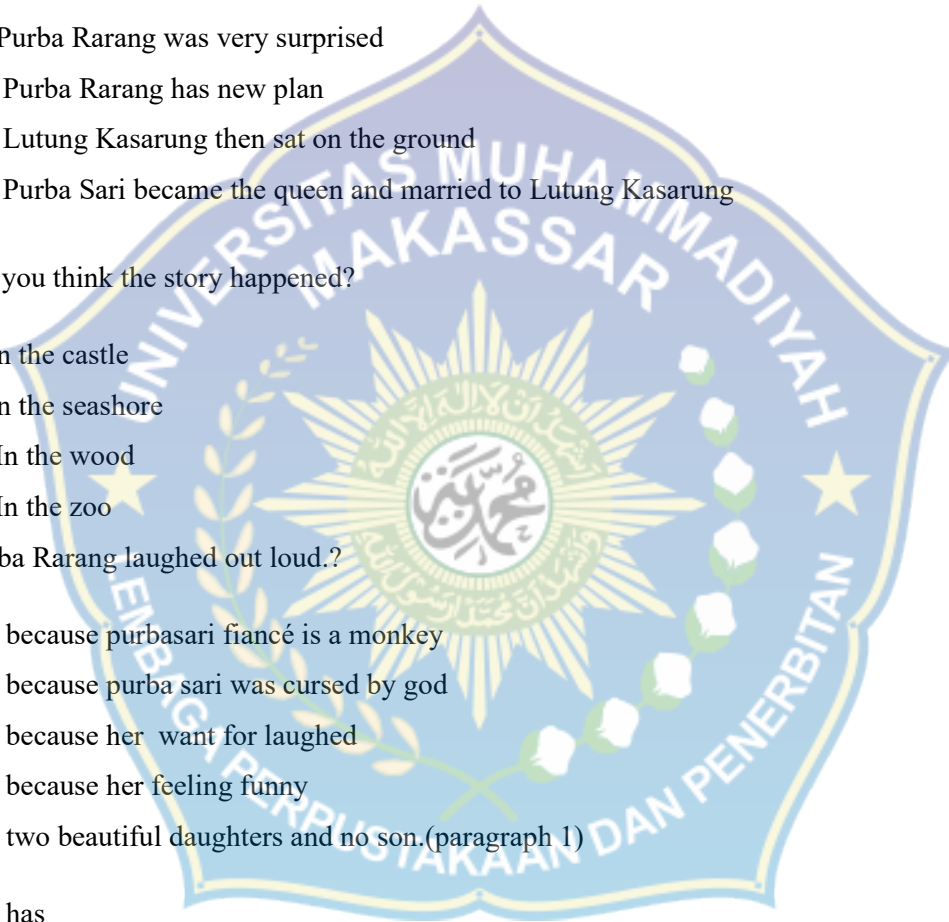 Purba Rarang was very surprised
Purba Rarang has new plan
Lutung Kasarung then sat on the ground
Purba Sari became the queen and married to Lutung Kasarung
you think the story happened?
n the castle
n the seashore
In the wood
In the zoo
ba Rarang laughed out loud.?
because purbasari fiancé is a monkey
because purba sari was cursed by god
because her  want for laughed
because her feeling funny
two beautiful daughters and no son.(paragraph 1)
has
UNIVERSITAS MUHAMMADIYAH
MAKASSAR
LEMBAGA PERPUSTAKAAN DAN PENERBITAN